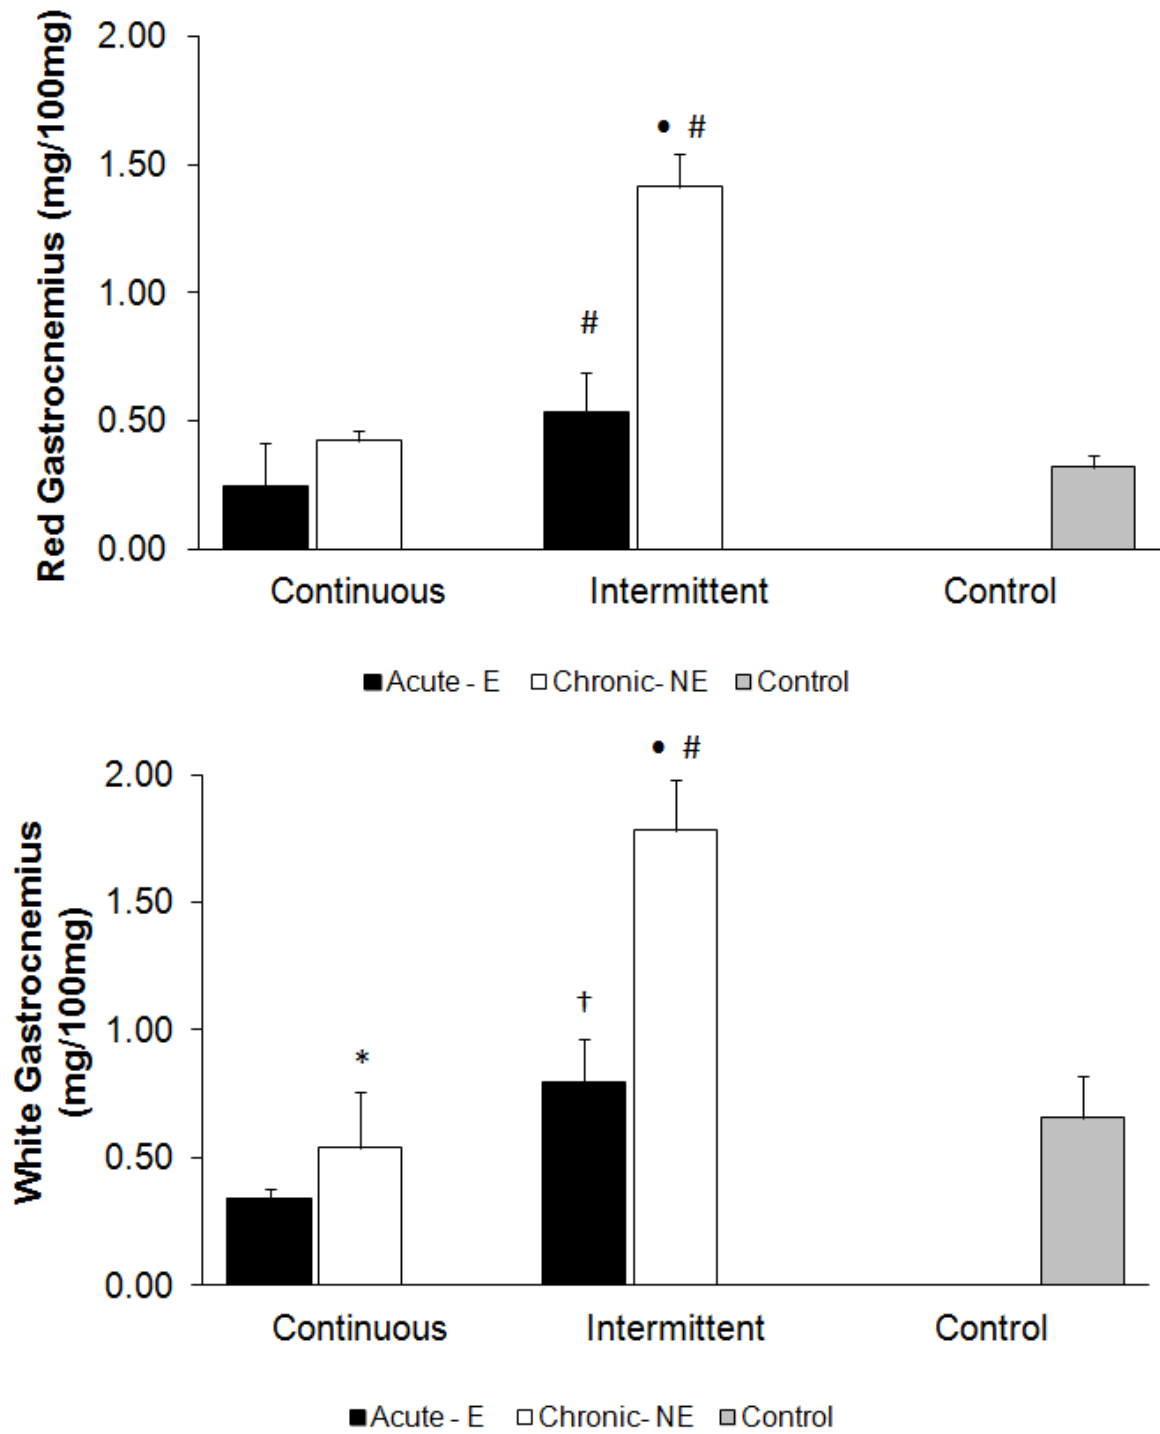 Red Gastrocnemius (mg/100mg)
2.00
1.50
1.00
0.50
0.00
• #
#
Continuous Intermittent Control
Acute - E Chronic- NE Control
White Gastrocnemius
(mg/100mg)
2.00
1.50
1.00
0.50
0.00
• #
†
*
Continuous Intermittent Control
Acute - E Chronic- NE Control